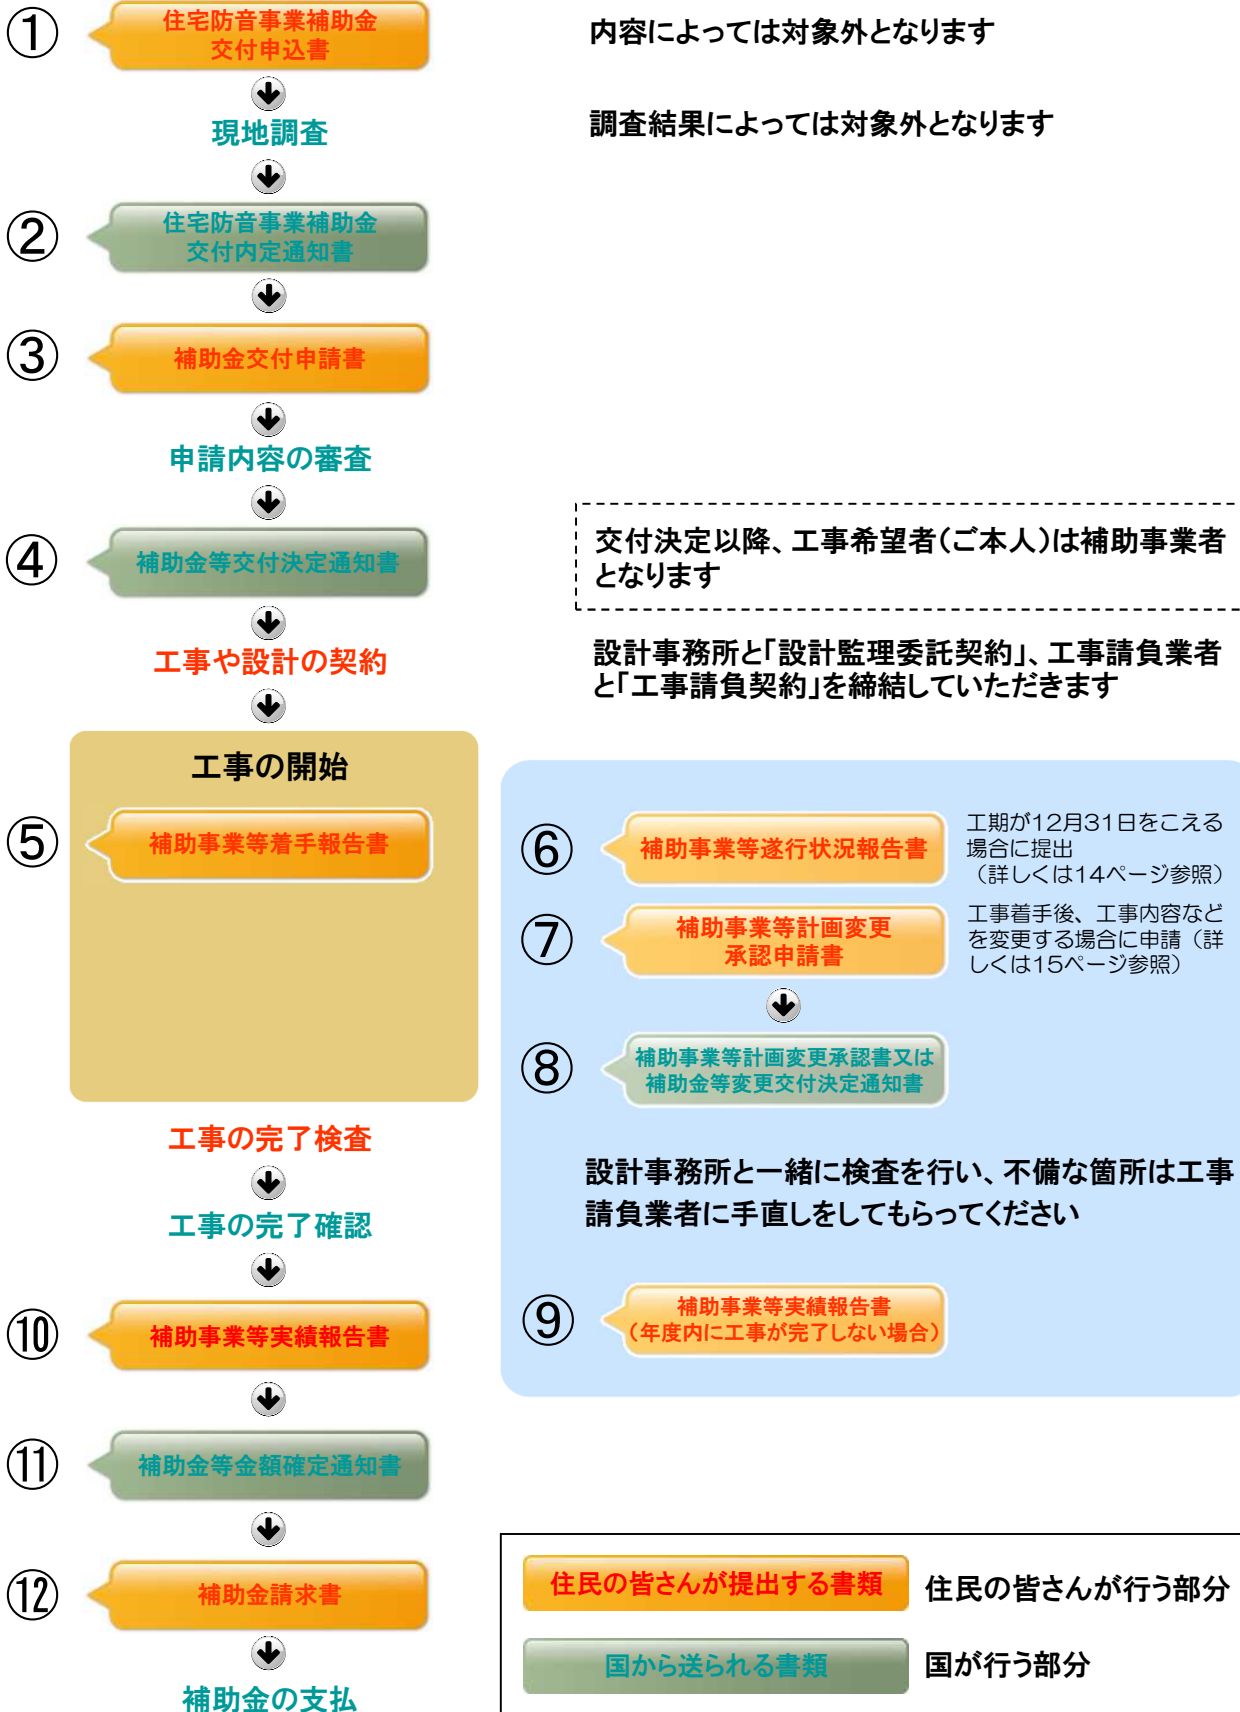 ①
住宅防音事業補助金
交付申込書
内容によっては対象外となります
現地調査
調査結果によっては対象外となります
②
住宅防音事業補助金
交付内定通知書
③
補助金交付申請書
申請内容の審査
④
補助金等交付決定通知書
交付決定以降、工事希望者(ご本人)は補助事業者
となります
工事や設計の契約
設計事務所と「設計監理委託契約」、工事請負業者
と「工事請負契約」を締結していただきます
工事の開始
⑤
補助事業等着手報告書
⑥
補助事業等遂行状況報告書
工期が12月31日をこえる
場合に提出
（詳しくは14ページ参照）
⑦
補助事業等計画変更
承認申請書
工事着手後、工事内容など
を変更する場合に申請（詳
しくは15ページ参照）
⑧
補助事業等計画変更承認書又は
補助金等変更交付決定通知書
工事の完了検査
設計事務所と一緒に検査を行い、不備な箇所は工事
請負業者に手直しをしてもらってください
工事の完了確認
⑨
補助事業等実績報告書
（年度内に工事が完了しない場合）
⑩
補助事業等実績報告書
⑪
補助金等金額確定通知書
⑫
補助金請求書
補助金の支払
住民の皆さんが提出する書類
住民の皆さんが行う部分
国から送られる書類
国が行う部分